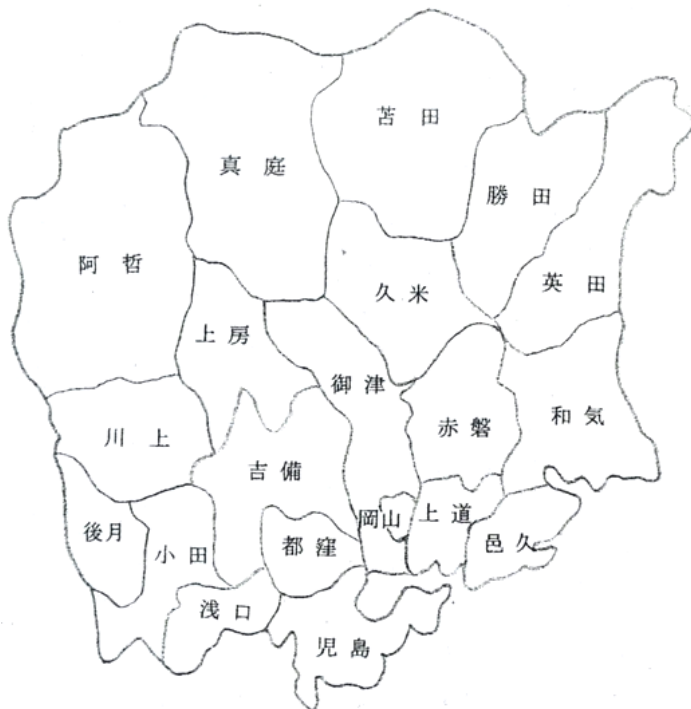 苫田
真庭
勝田
阿哲
英田
久米
上房
御津
和気
赤磐
川上
吉備
岡山
上道
後月
都窪
邑久
小田
浅口
児島